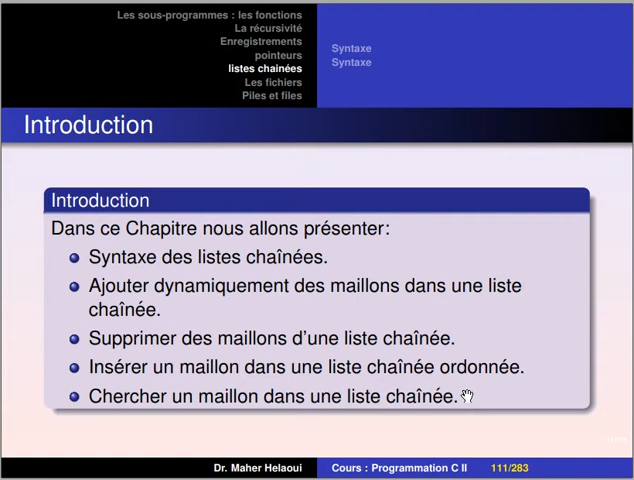 Les sous-programmes : les fonctions
La récursivité
Enregistrements
pointeurs
listes chainées
Les fichiers
Piles et files
Syntaxe
Syntaxe
Introduction
Introduction
Dans ce Chapitre nous allons présenter:
Syntaxe des listes chaînées.
Ajouter dynamiquement des maillons dans une liste
chaînée.
Supprimer des maillons d'une liste chaînée.
Insérer un maillon dans une liste chaînée ordonnée.
Chercher un maillon dans une liste chaînée.
Dr. Maher Helaoui
Cours : Programmation C II
111/283